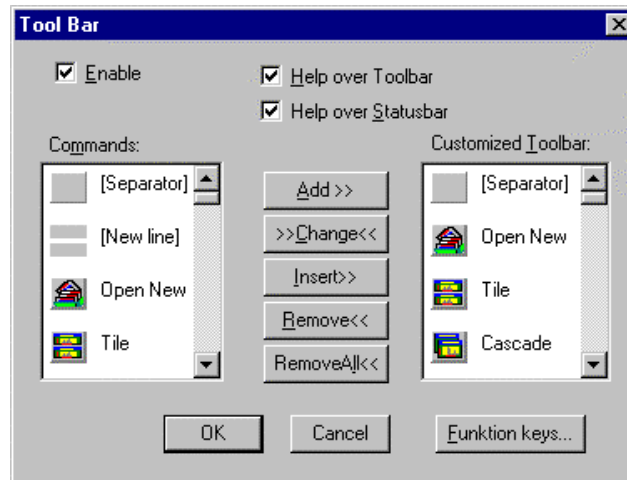 Tool Bar
Enable
Help over Toolbar
Help over Statusbar
Commands:
Customized Toolbar:
[Separator]
[New line]
Open New
Tile
Add >>
>>Change<<
Insert>>
Remove<<
RemoveAll<<
[Separator]
Open New
Tile
Cascade
OK
Cancel
Funktion keys...